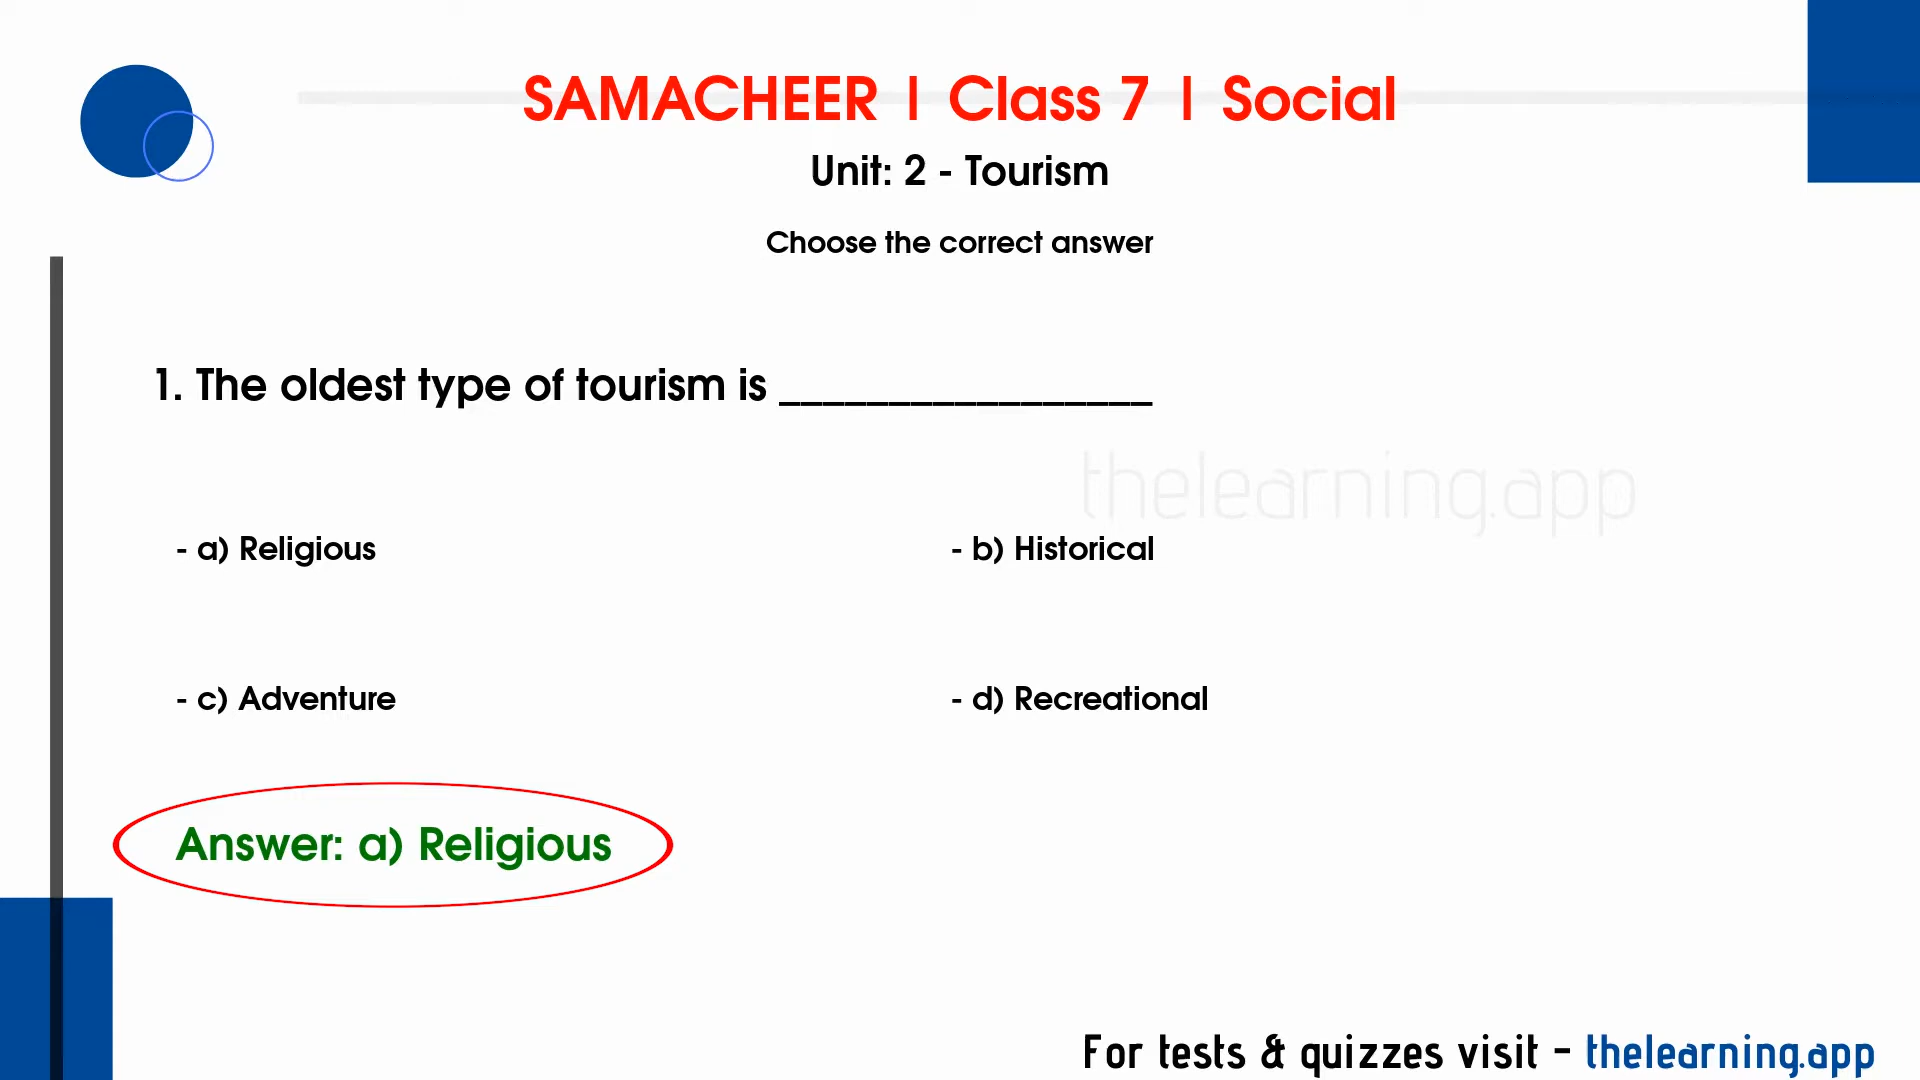 SAMACHEER | Class 7 | Social
Unit: 2 - Tourism
Choose the correct answer
1. The oldest type of tourism is _________________
thelearning.app
- a) Religious
- b) Historical
- c) Adventure
- d) Recreational
Answer: a) Religious
For tests & quizzes visit - thelearning.app